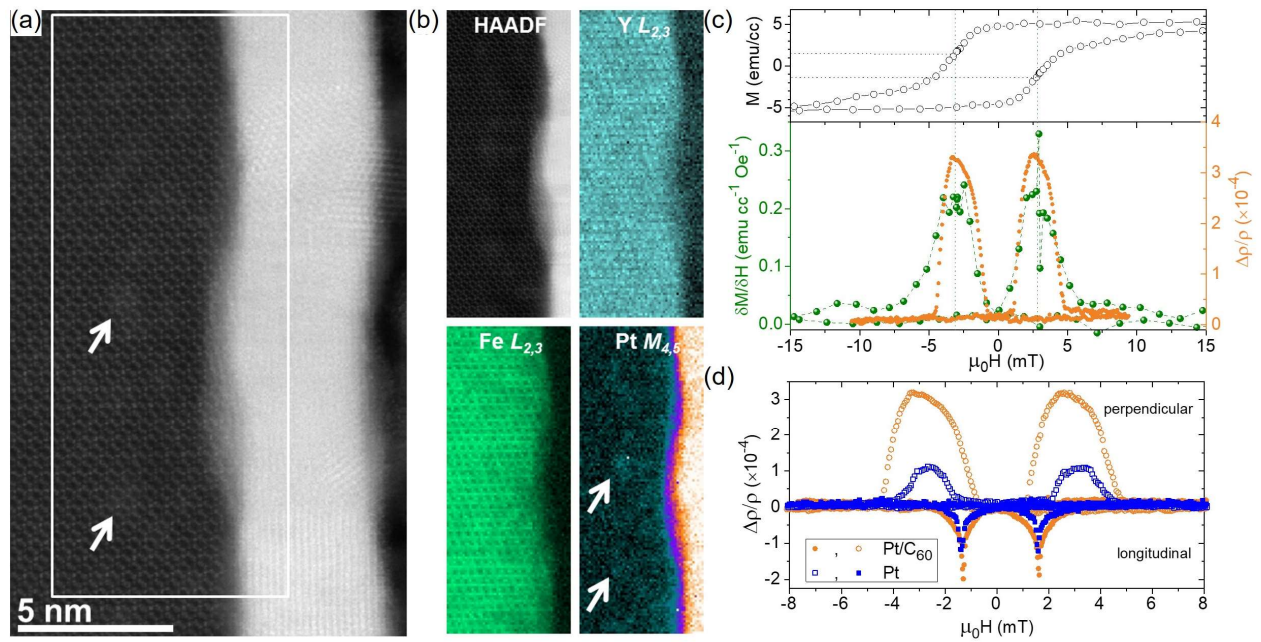 (a)
5 nm
(b)
HAADF
Y L2,3
Fe L2,3
Pt M4,5
(c)
M (emu/cc)
5
0
-5
δM/δH (emu cc⁻¹ Oe⁻¹)
0.3
0.2
0.1
0.0
4
3
2
1
0
Δρ/ρ (×10⁻⁴)
-15 -10 -5 0 5 10 15
μ₀H (mT)
(d)
Δρ/ρ (×10⁻⁴)
3
2
1
0
-1
-2
perpendicular
longitudinal
, Pt/C₆₀
, Pt
-8 -6 -4 -2 0 2 4 6 8
μ₀H (mT)